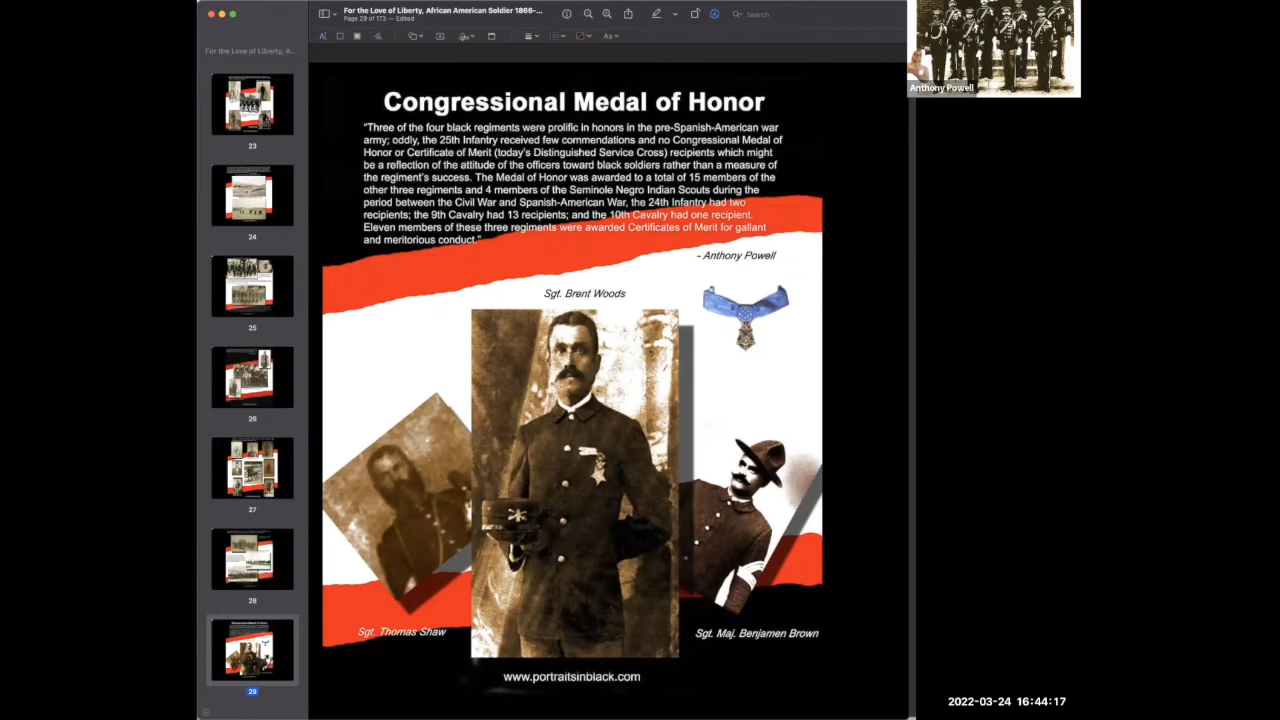 For the Love of Liberty, African American Soldier 1866-...
Page 29 of 173 — Edited
Search
For the Love of Liberty, A...
Aa
23
24
25
26
27
28
29
Congressional Medal of Honor
"Three of the four black regiments were prolific in honors in the pre-Spanish-American war
army; oddly, the 25th Infantry received few commendations and no Congressional Medal of
Honor or Certificate of Merit (today's Distinguished Service Cross) recipients which might
be a reflection of the attitude of the officers toward black soldiers rather than a measure of
the regiment's success. The Medal of Honor was awarded to a total of 15 members of the
other three regiments and 4 members of the Seminole Negro Indian Scouts during the
period between the Civil War and Spanish-American War, the 24th Infantry had two
recipients; the 9th Cavalry had 13 recipients; and the 10th Cavalry had one recipient.
Eleven members of these three regiments were awarded Certificates of Merit for gallant
and meritorious conduct."
- Anthony Powell
Sgt. Brent Woods
Sgt. Thomas Shaw
Sgt. Maj. Benjamen Brown
www.portraitsinblack.com
Anthony Powell
2022-03-24 16:44:17